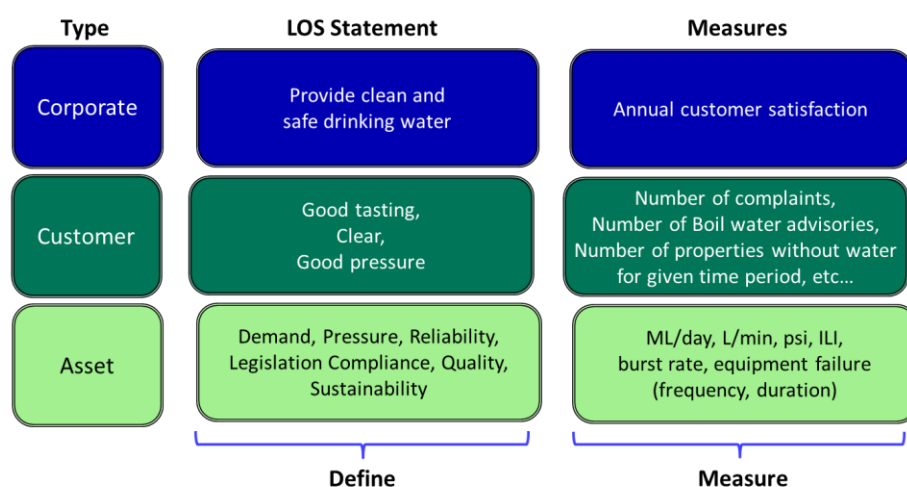 Type
LOS Statement
Measures
Corporate
Provide clean and
safe drinking water
Annual customer satisfaction
Customer
Good tasting,
Clear,
Good pressure
Number of complaints,
Number of Boil water advisories,
Number of properties without water
for given time period, etc…
Asset
Demand, Pressure, Reliability,
Legislation Compliance, Quality,
Sustainability
ML/day, L/min, psi, ILI,
burst rate, equipment failure
(frequency, duration)
Define
Measure